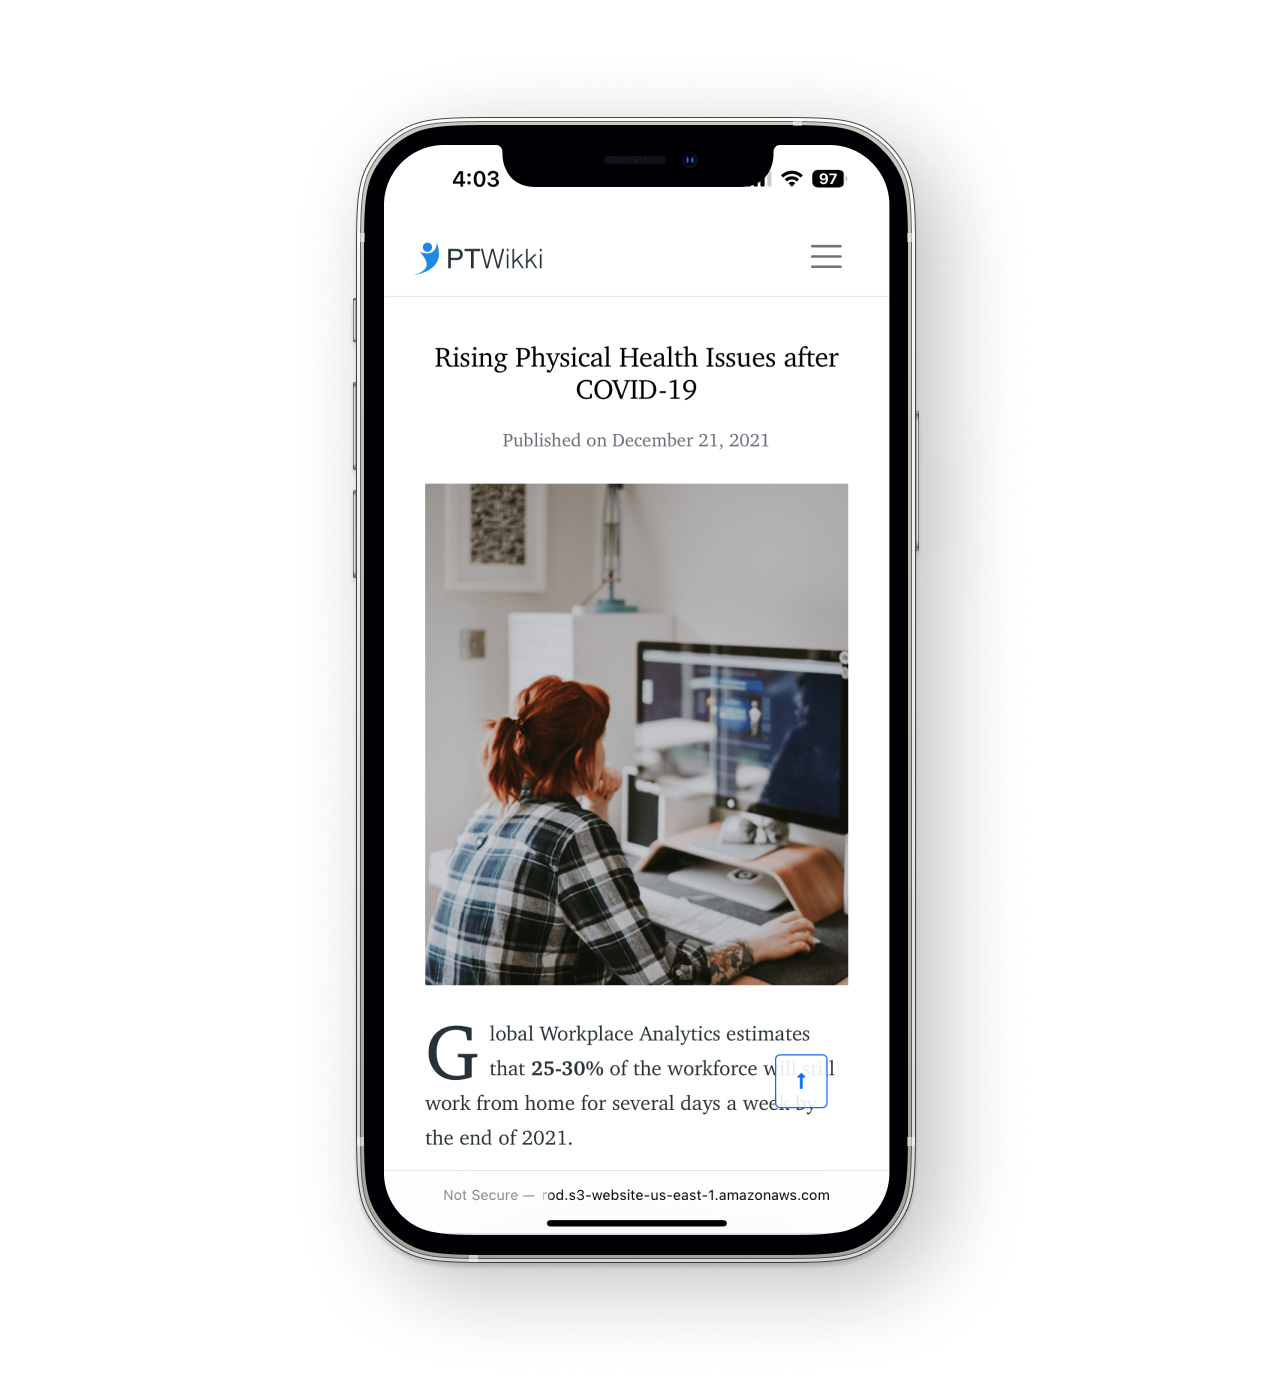 4:03
97
PTWikki
Rising Physical Health Issues after
COVID-19
Published on December 21, 2021
Global Workplace Analytics estimates
that 25-30% of the workforce will still
work from home for several days a week by
the end of 2021.
Not Secure — rod.s3-website-us-east-1.amazonaws.com